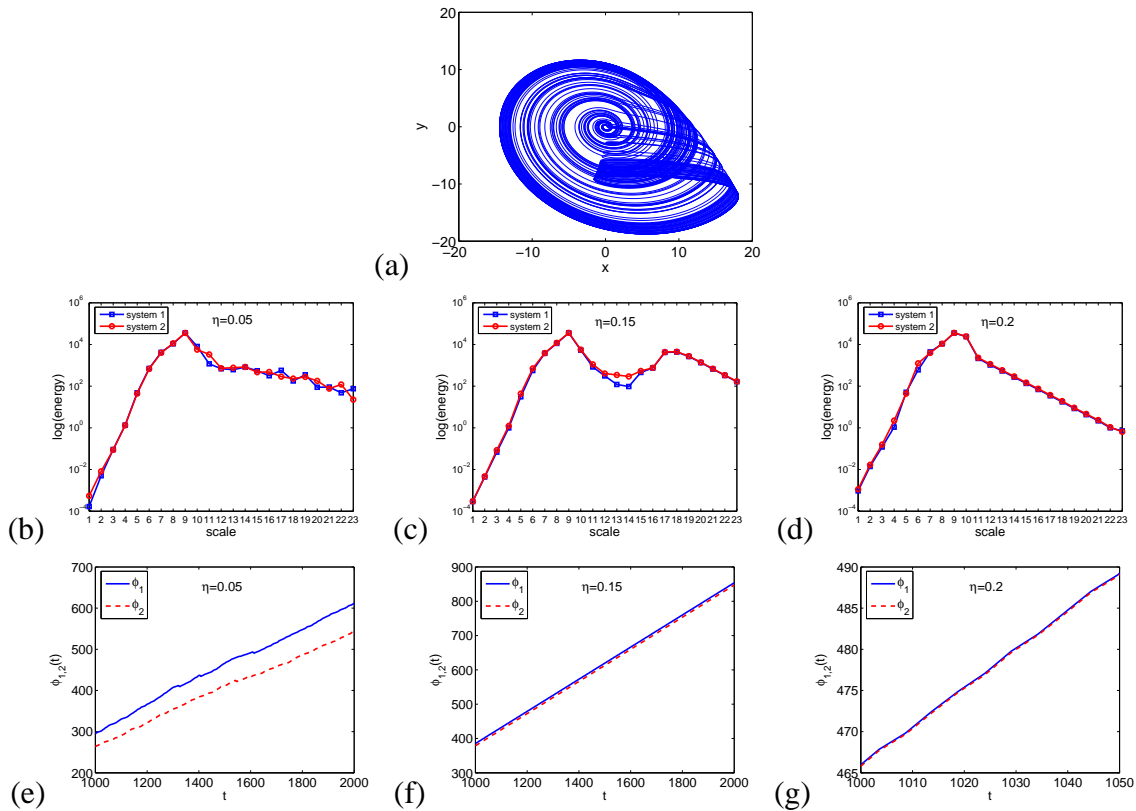 20
10
0
−10
−20
y
−20 −10 0 10 20
x
(a)
10^6
10^4
10^2
10^0
10^−2
10^−4
log(energy)
system 1
system 2
η=0.05
1 2 3 4 5 6 7 8 9 10 11 12 13 14 15 16 17 18 19 20 21 22 23
scale
(b)
10^6
10^4
10^2
10^0
10^−2
10^−4
log(energy)
system 1
system 2
η=0.15
1 2 3 4 5 6 7 8 9 10 11 12 13 14 15 16 17 18 19 20 21 22 23
scale
(c)
10^6
10^4
10^2
10^0
10^−2
10^−4
log(energy)
system 1
system 2
η=0.2
1 2 3 4 5 6 7 8 9 10 11 12 13 14 15 16 17 18 19 20 21 22 23
scale
(d)
700
600
500
400
300
200
ϕ_1,2(t)
ϕ_1
ϕ_2
η=0.05
1000 1200 1400 1600 1800 2000
t
(e)
900
800
700
600
500
400
300
ϕ_1,2(t)
ϕ_1
ϕ_2
η=0.15
1000 1200 1400 1600 1800 2000
t
(f)
490
485
480
475
470
465
ϕ_1,2(t)
ϕ_1
ϕ_2
η=0.2
1000 1010 1020 1030 1040 1050
t
(g)